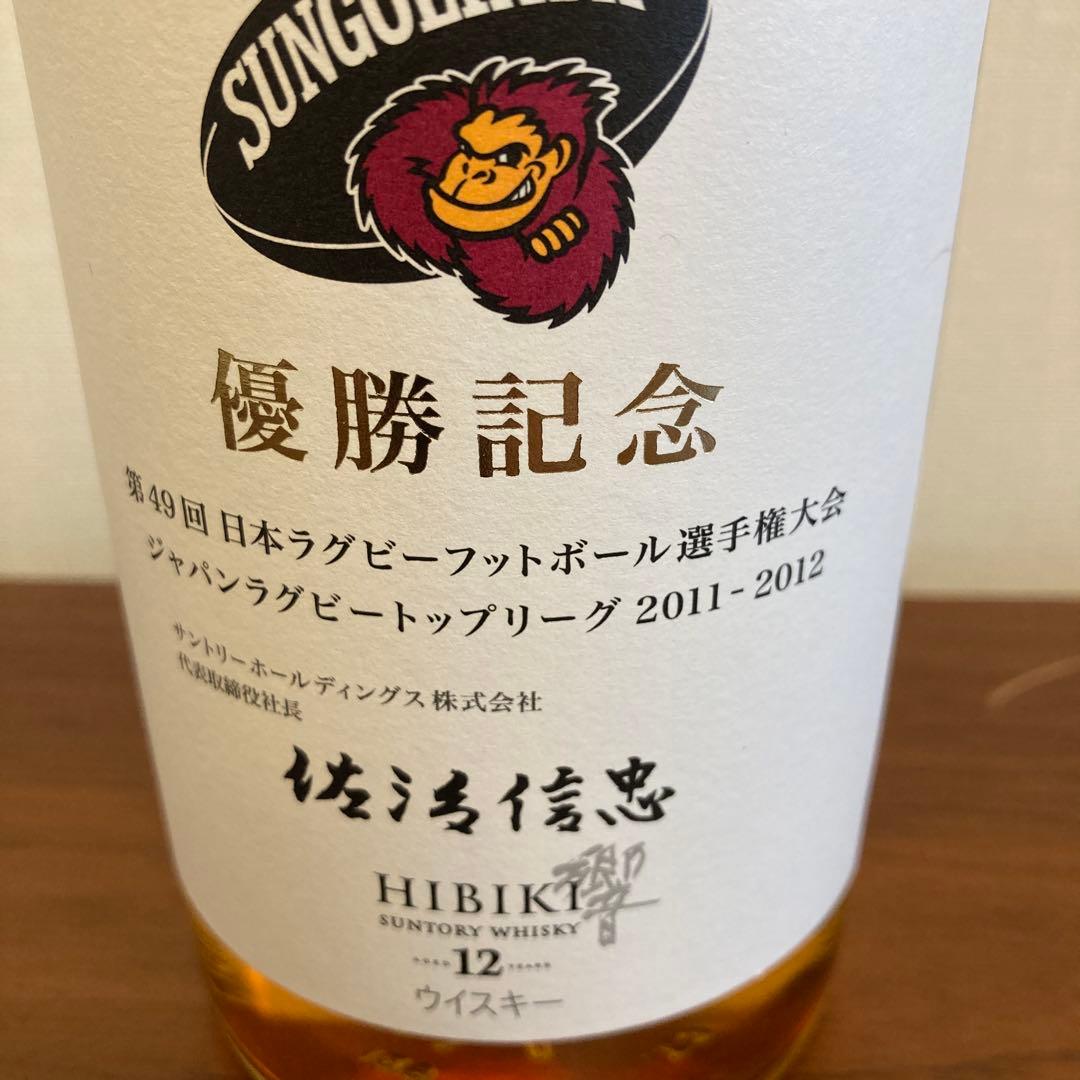 優勝記念
第49回 日本ラグビーフットボール選手権大会
ジャパンラグビートップリーグ 2011-2012
サントリーホールディングス株式会社
代表取締役社長
佐治信忠
HIBIKI 響
SUNTORY WHISKY
AGED 12 YEARS
ウイスキー